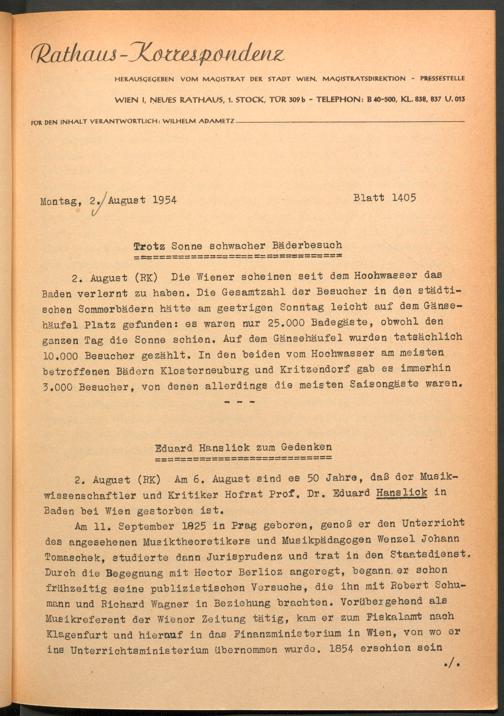 Rathaus-Korrespondenz
HERAUSGEGEBEN VOM MAGISTRAT DER STADT WIEN, MAGISTRATSDIREKTION - PRESSESTELLE
WIEN I, NEUES RATHAUS, 1. STOCK, TÜR 309 b - TELEPHON: B 40-500, KL. 838, 837 U. 013
FÜR DEN INHALT VERANTWORTLICH: WILHELM ADAMETZ
Montag, 2. August 1954 Blatt 1405
Trotz Sonne schwacher Bäderbesuch
=================================
2. August (RK) Die Wiener scheinen seit dem Hochwasser das
Baden verlernt zu haben. Die Gesamtzahl der Besucher in den städti-
schen Sommerbädern hätte am gestrigen Sonntag leicht auf dem Gänse-
häufel Platz gefunden: es waren nur 25.000 Badegäste, obwohl den
ganzen Tag die Sonne schien. Auf dem Gänsehäufel wurden tatsächlich
10.000 Besucher gezählt. In den beiden vom Hochwasser am meisten
betroffenen Bädern Klosterneuburg und Kritzendorf gab es immerhin
3.000 Besucher, von denen allerdings die meisten Saisongäste waren.
- - -
Eduard Hanslick zum Gedenken
============================
2. August (RK) Am 6. August sind es 50 Jahre, daß der Musik-
wissenschaftler und Kritiker Hofrat Prof. Dr. Eduard Hanslick in
Baden bei Wien gestorben ist.
Am 11. September 1825 in Prag geboren, genoß er den Unterricht
des angesehenen Musiktheoretikers und Musikpädagogen Wenzel Johann
Tomaschek, studierte dann Jurisprudenz und trat in den Staatsdienst.
Durch die Begegnung mit Hector Berlioz angeregt, begann er schon
frühzeitig seine publizistischen Versuche, die ihn mit Robert Schu-
mann und Richard Wagner in Beziehung brachten. Vorübergehend als
Musikreferent der Wiener Zeitung tätig, kam er zum Fiskalamt nach
Klagenfurt und hierauf in das Finanzministerium in Wien, von wo er
ins Unterrichtsministerium übernommen wurde. 1854 erschien sein
./.